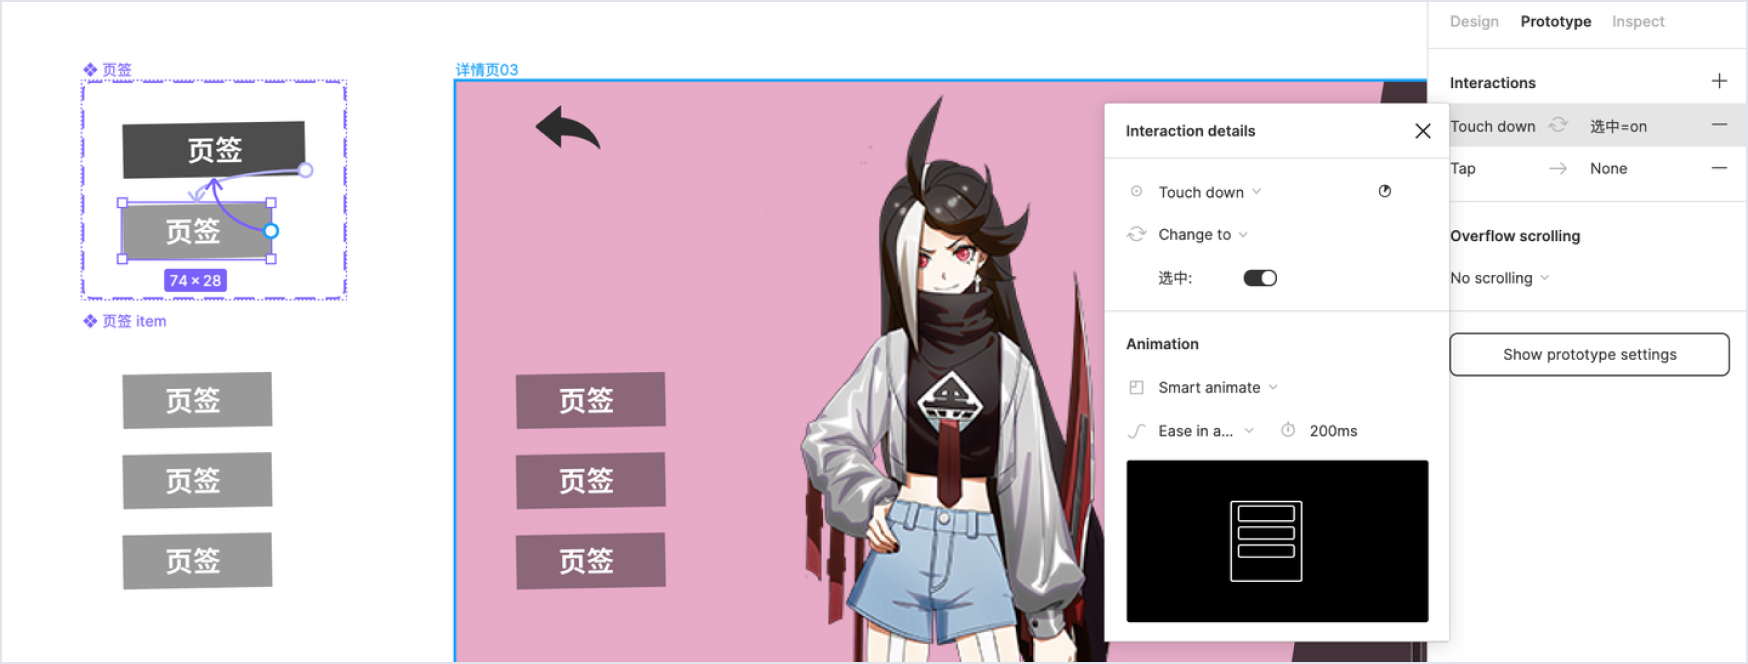 Design Prototype Inspect
页签
详情页03
Interactions
页签
Interaction details
Touch down 选中=on
Tap None
Touch down
页签
Change to
Overflow scrolling
74 × 28
选中:
No scrolling
页签 item
Animation
Show prototype settings
页签
页签
Smart animate
Ease in a... 200ms
页签
页签
页签
页签